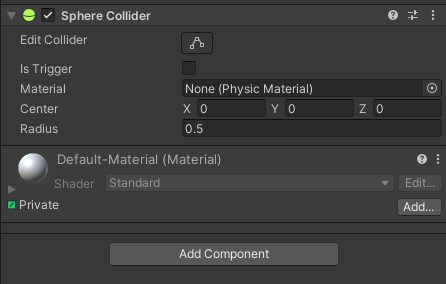 Sphere Collider
Edit Collider
Is Trigger
Material None (Physic Material)
Center X 0 Y 0 Z 0
Radius 0.5
Default-Material (Material)
Shader Standard Edit...
Private Add...
Add Component